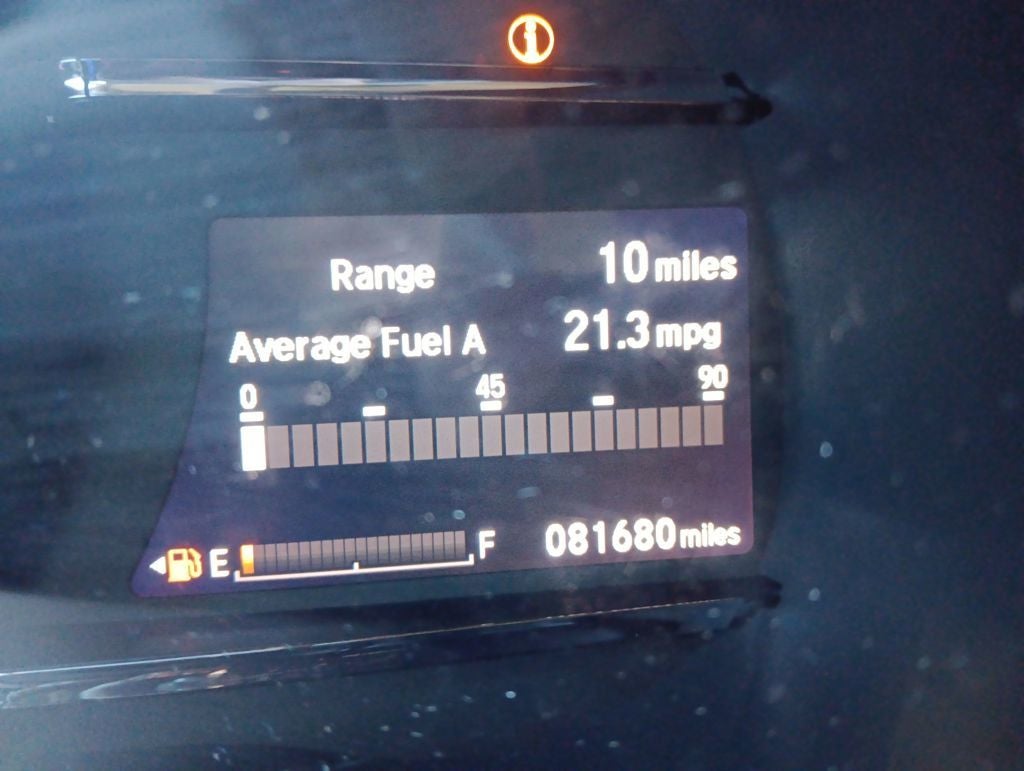 Range 10 miles
Average Fuel A 21.3 mpg
0 45 90
E F 081680 miles